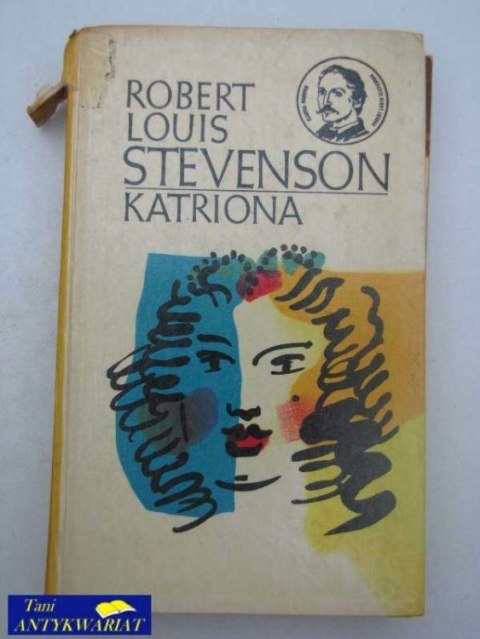 ROBERT
LOUIS
STEVENSON
KATRIONA
Tani
ANTYKWARIAT